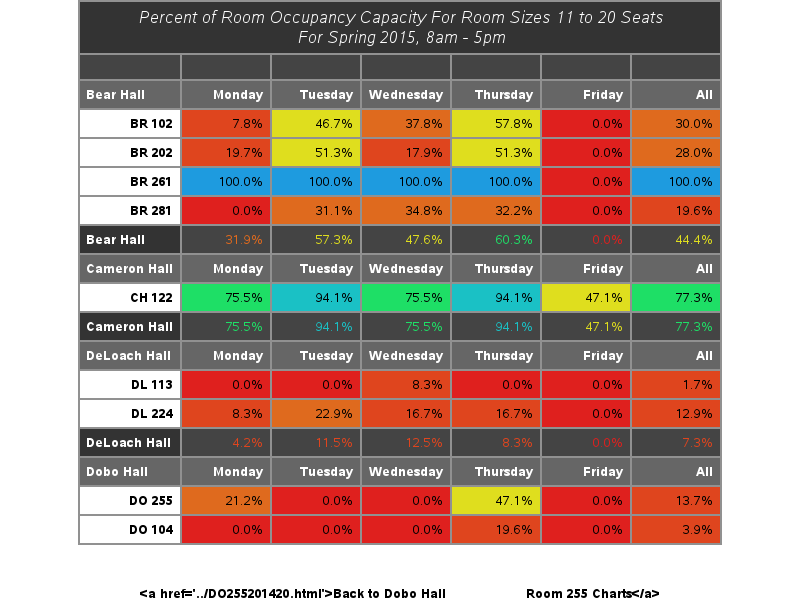 Percent of Room Occupancy Capacity For Room Sizes 11 to 20 Seats
For Spring 2015, 8am - 5pm
Bear Hall Monday Tuesday Wednesday Thursday Friday All
BR 102 7.8% 46.7% 37.8% 57.8% 0.0% 30.0%
BR 202 19.7% 51.3% 17.9% 51.3% 0.0% 28.0%
BR 261 100.0% 100.0% 100.0% 100.0% 0.0% 100.0%
BR 281 0.0% 31.1% 34.8% 32.2% 0.0% 19.6%
Bear Hall 31.9% 57.3% 47.6% 60.3% 0.0% 44.4%
Cameron Hall Monday Tuesday Wednesday Thursday Friday All
CH 122 75.5% 94.1% 75.5% 94.1% 47.1% 77.3%
Cameron Hall 75.5% 94.1% 75.5% 94.1% 47.1% 77.3%
DeLoach Hall Monday Tuesday Wednesday Thursday Friday All
DL 113 0.0% 0.0% 8.3% 0.0% 0.0% 1.7%
DL 224 8.3% 22.9% 16.7% 16.7% 0.0% 12.9%
DeLoach Hall 4.2% 11.5% 12.5% 8.3% 0.0% 7.3%
Dobo Hall Monday Tuesday Wednesday Thursday Friday All
DO 255 21.2% 0.0% 0.0% 47.1% 0.0% 13.7%
DO 104 0.0% 0.0% 0.0% 19.6% 0.0% 3.9%
<a href='../DO255201420.html'>Back to Dobo Hall Room 255 Charts</a>